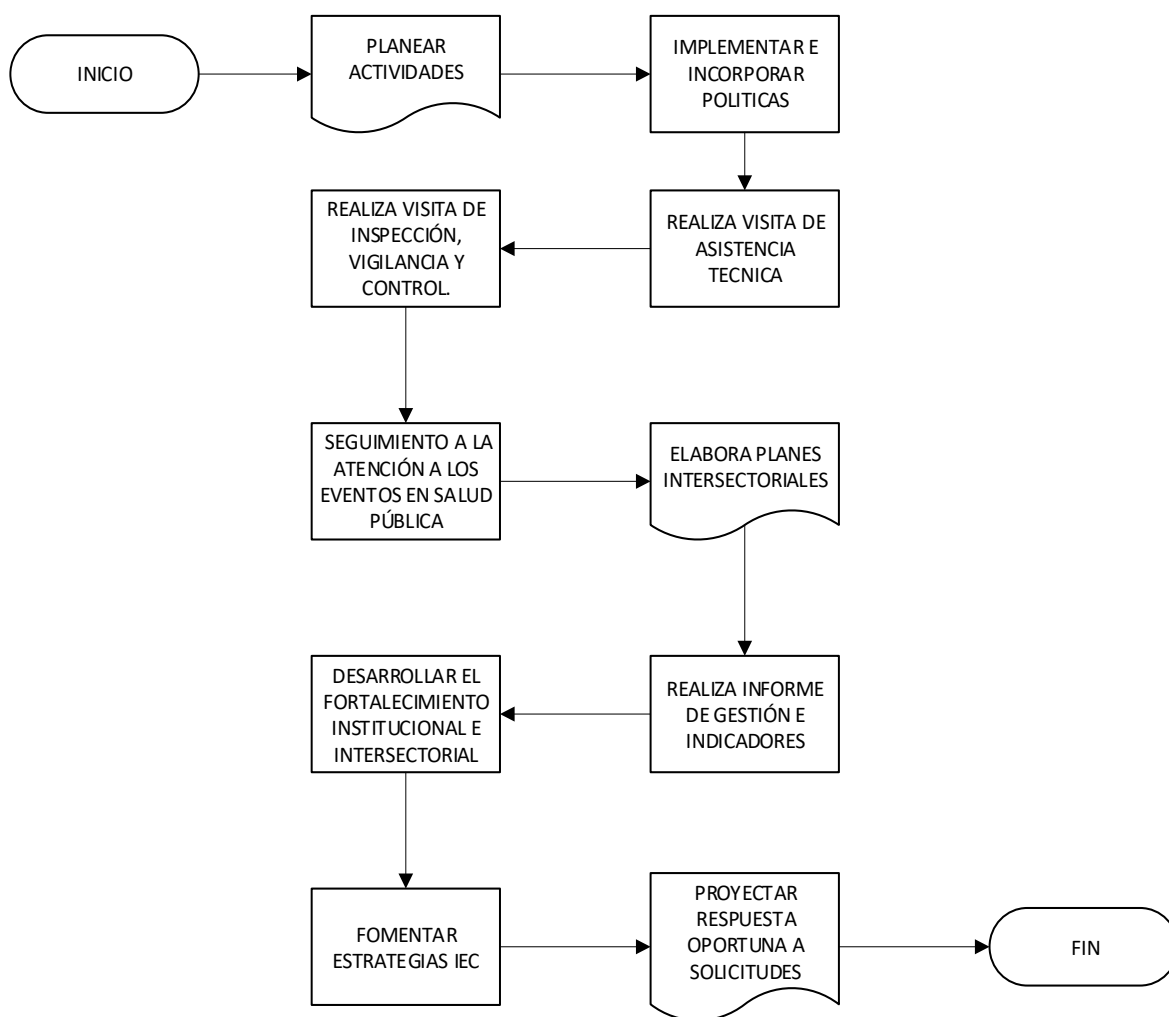 INICIO
PLANEAR
ACTIVIDADES
IMPLEMENTAR E
INCORPORAR
POLITICAS
REALIZA VISITA DE
ASISTENCIA
TECNICA
REALIZA VISITA DE
INSPECCIÓN,
VIGILANCIA Y
CONTROL.
SEGUIMIENTO A LA
ATENCIÓN A LOS
EVENTOS EN SALUD
PÚBLICA
ELABORA PLANES
INTERSECTORIALES
REALIZA INFORME
DE GESTIÓN E
INDICADORES
DESARROLLAR EL
FORTALECIMIENTO
INSTITUCIONAL E
INTERSECTORIAL
FOMENTAR
ESTRATEGIAS IEC
PROYECTAR
RESPUESTA
OPORTUNA A
SOLICITUDES
FIN